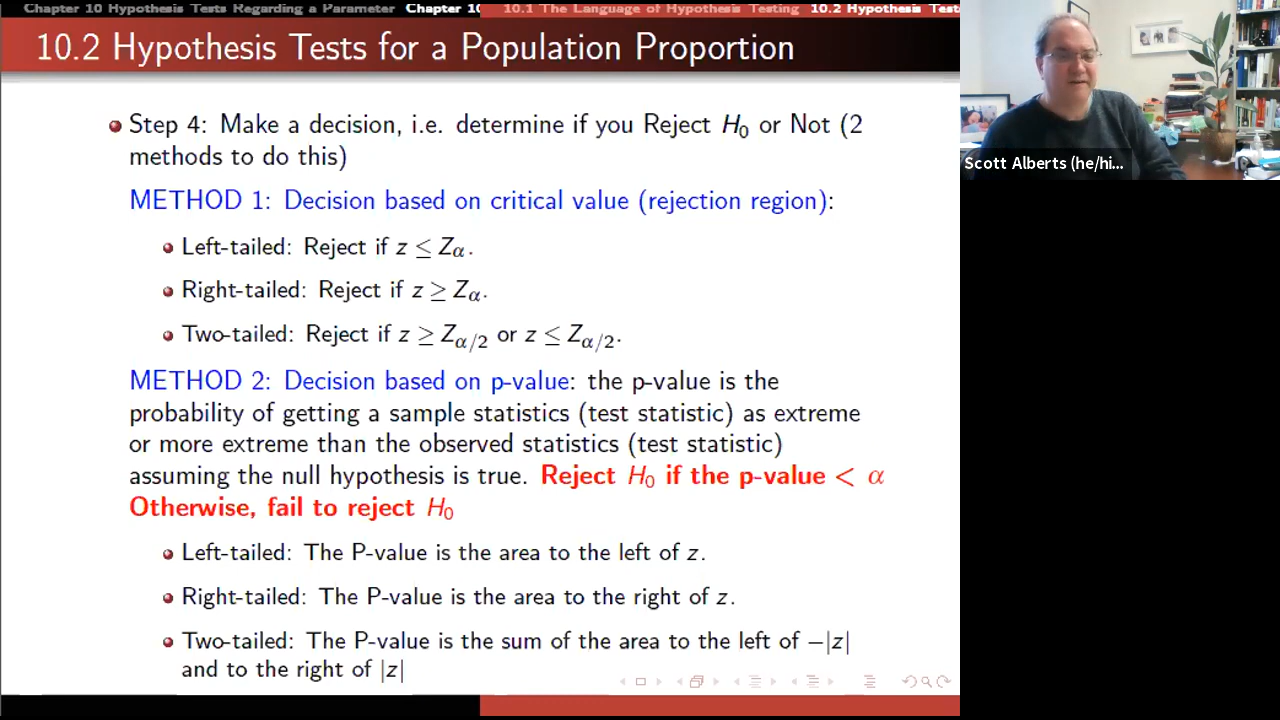 Chapter 10 Hypothesis Tests Regarding a Parameter Chapter 10 10.1 The Language of Hypothesis Testing 10.2 Hypothesis Test
10.2 Hypothesis Tests for a Population Proportion
Step 4: Make a decision, i.e. determine if you Reject H₀ or Not (2
methods to do this)
METHOD 1: Decision based on critical value (rejection region):
Left-tailed: Reject if z ≤ Zα.
Right-tailed: Reject if z ≥ Zα.
Two-tailed: Reject if z ≥ Zα/2 or z ≤ Zα/2.
METHOD 2: Decision based on p-value: the p-value is the
probability of getting a sample statistics (test statistic) as extreme
or more extreme than the observed statistics (test statistic)
assuming the null hypothesis is true. Reject H₀ if the p-value < α
Otherwise, fail to reject H₀
Left-tailed: The P-value is the area to the left of z.
Right-tailed: The P-value is the area to the right of z.
Two-tailed: The P-value is the sum of the area to the left of −|z|
and to the right of |z|
Scott Alberts (he/hi...